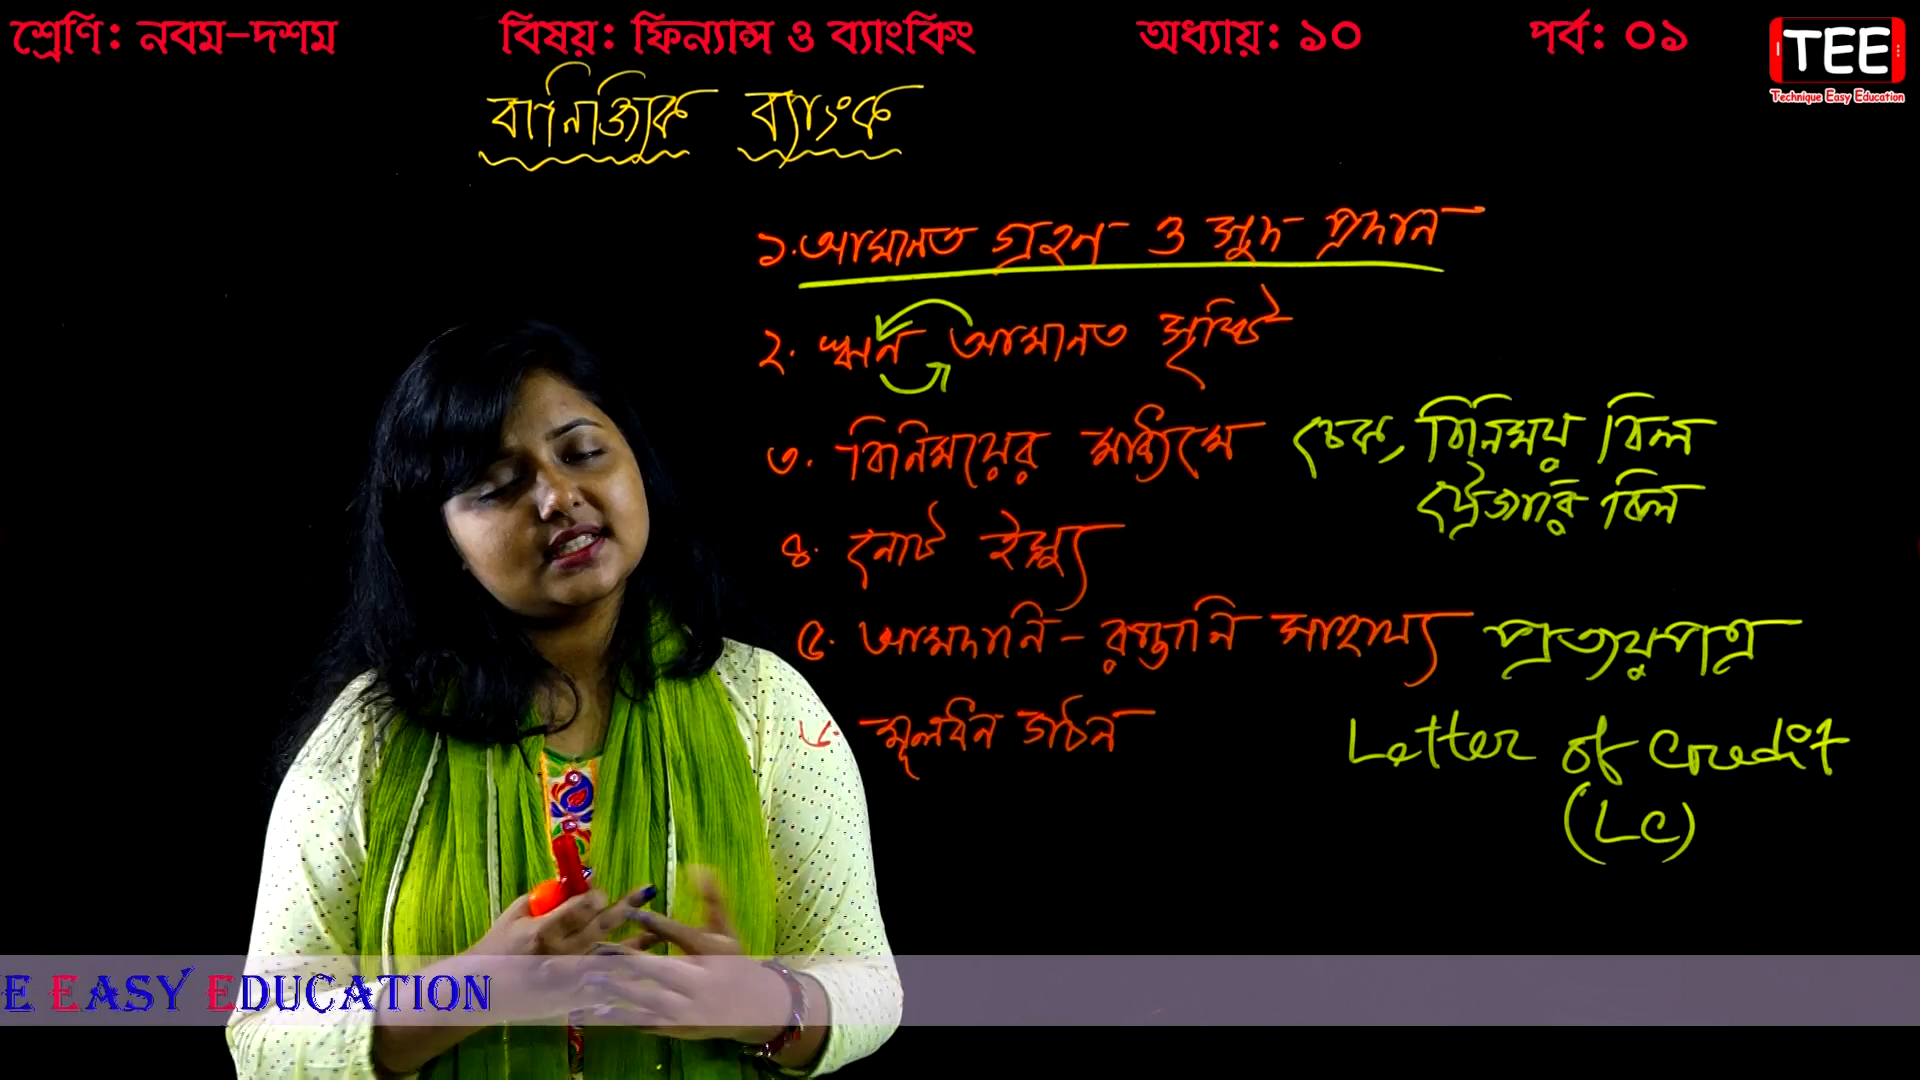 শ্রেণি: নবম-দশম বিষয়: ফিন্যান্স ও ব্যাংকিং অধ্যায়: ১০ পর্ব: ০১
TEE
Technique Easy Education
বাণিজ্যিক ব্যাংক
১. আমানত গ্রহণ ও সুদ প্রদান
২. ঋন আমানত সৃষ্টি
৩. বিনিময়ের মাধ্যমে চেক, বিনিময় বিল
ট্রেজারি বিল
৪. নোট ইস্যু
৫. আমদানি - রপ্তানি সাহায্য প্রত্যয়পত্র
৬. মূলধন গঠন Letter of credit
(LC)
E EASY EDUCATION